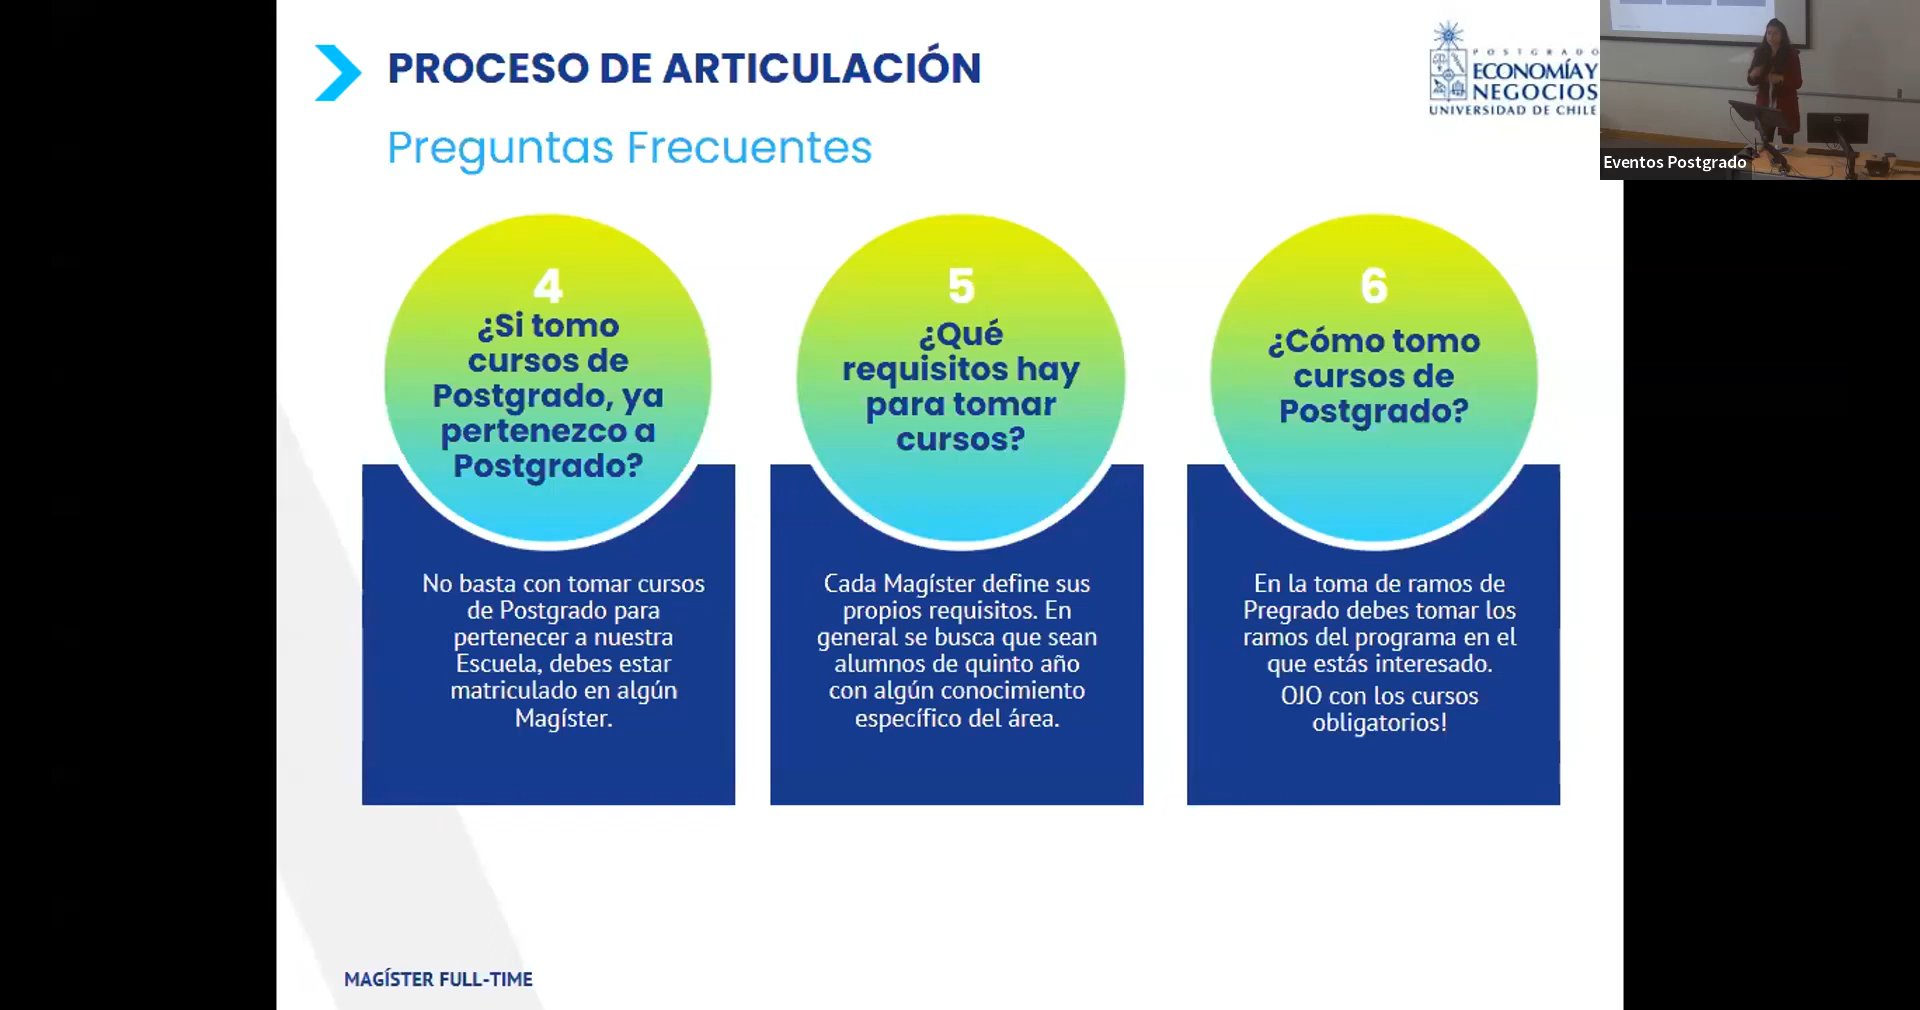 PROCESO DE ARTICULACIÓN
Preguntas Frecuentes
POSTGRADO
ECONOMÍA Y
NEGOCIOS
UNIVERSIDAD DE CHILE
Eventos Postgrado
4
¿Si tomo
cursos de
Postgrado, ya
pertenezco a
Postgrado?
No basta con tomar cursos
de Postgrado para
pertenecer a nuestra
Escuela, debes estar
matriculado en algún
Magíster.
5
¿Qué
requisitos hay
para tomar
cursos?
Cada Magíster define sus
propios requisitos. En
general se busca que sean
alumnos de quinto año
con algún conocimiento
específico del área.
6
¿Cómo tomo
cursos de
Postgrado?
En la toma de ramos de
Pregrado debes tomar los
ramos del programa en el
que estás interesado.
OJO con los cursos
obligatorios!
MAGÍSTER FULL-TIME